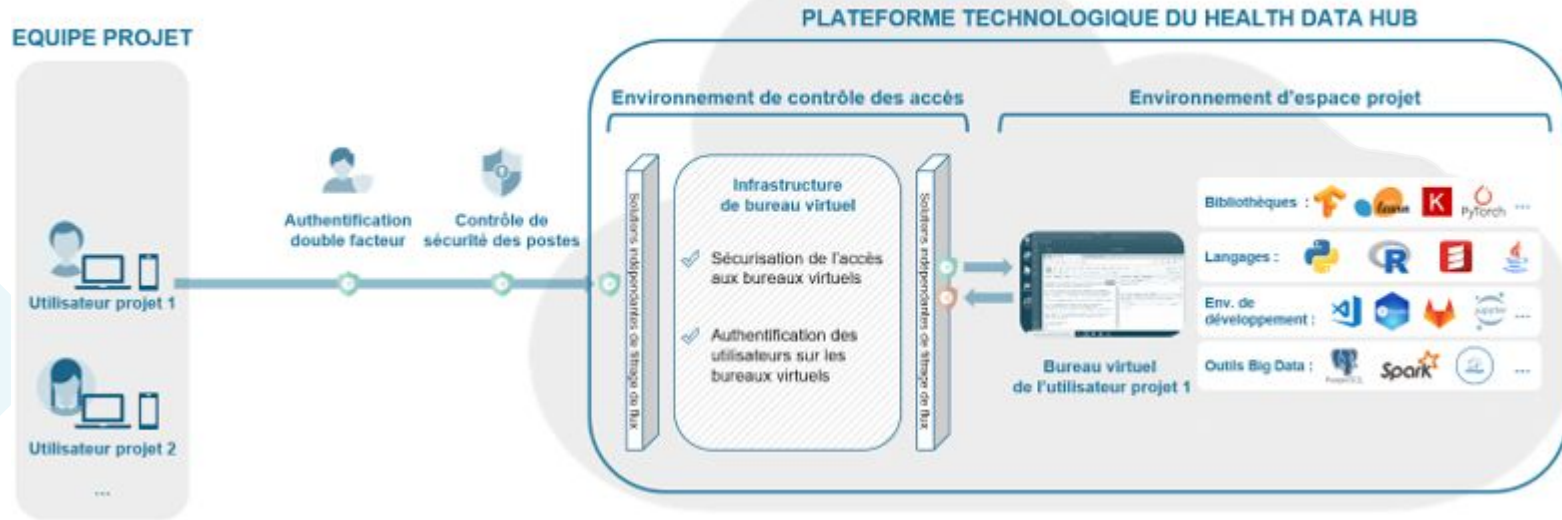 PLATEFORME TECHNOLOGIQUE DU HEALTH DATA HUB
EQUIPE PROJET
Utilisateur projet 1
Utilisateur projet 2
...
Authentification
double facteur
Contrôle de
sécurité des postes
Environnement de contrôle des accès
Solutions indépendantes de filtrage de flux
Infrastructure
de bureau virtuel
Sécurisation de l'accès
aux bureaux virtuels
Authentification des
utilisateurs sur les
bureaux virtuels
Solutions indépendantes de filtrage de flux
Environnement d'espace projet
Bureau virtuel
de l'utilisateur projet 1
Bibliothèques : learn K PyTorch ...
Langages : R
Env. de
développement : jupyter ...
Outils Big Data : PostgreSQL Spark ...